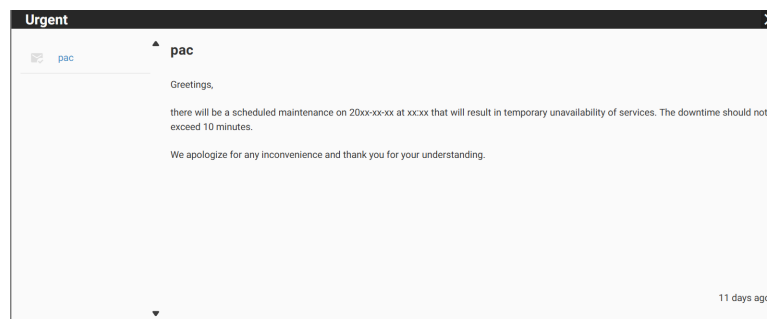 Urgent
pac
pac
Greetings,
there will be a scheduled maintenance on 20xx-xx-xx at xx:xx that will result in temporary unavailability of services. The downtime should not
exceed 10 minutes.
We apologize for any inconvenience and thank you for your understanding.
11 days ago